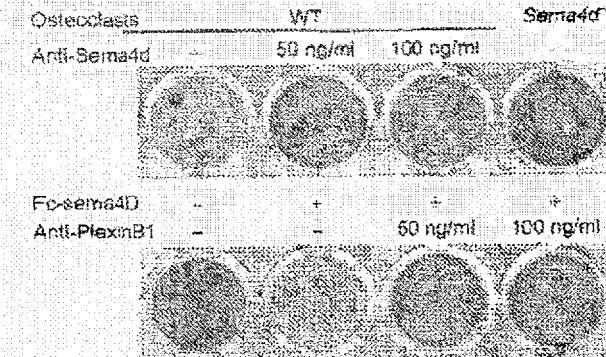 Osteoclasts WT Sema4d
Anti-Sema4d - 50 ng/ml 100 ng/ml
Fc-sema4D - + + +
Anti-PlexinB1 - - 50 ng/ml 100 ng/ml